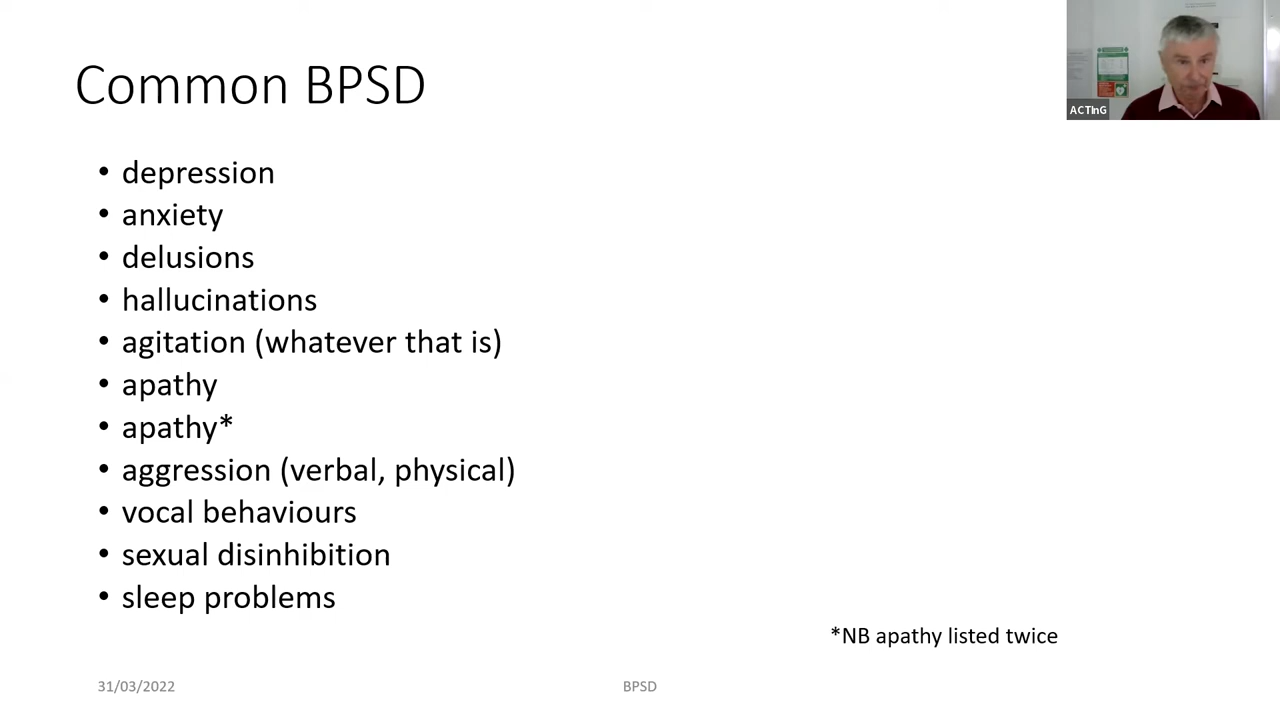 Common BPSD
ACTInG
• depression
• anxiety
• delusions
• hallucinations
• agitation (whatever that is)
• apathy
• apathy*
• aggression (verbal, physical)
• vocal behaviours
• sexual disinhibition
• sleep problems
*NB apathy listed twice
31/03/2022
BPSD